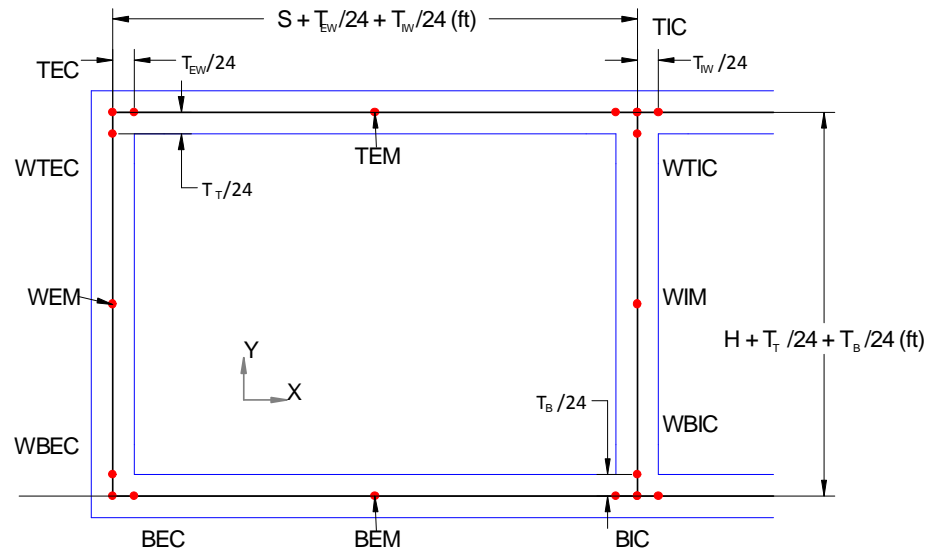 S + T_EW/24 + T_IW/24 (ft)
TIC
TEC
T_EW/24
T_IW/24
TEM
WTEC
WTIC
T_T/24
WEM
WIM
H + T_T/24 + T_B/24 (ft)
Y
X
T_B/24
WBIC
WBEC
BEC
BEM
BIC